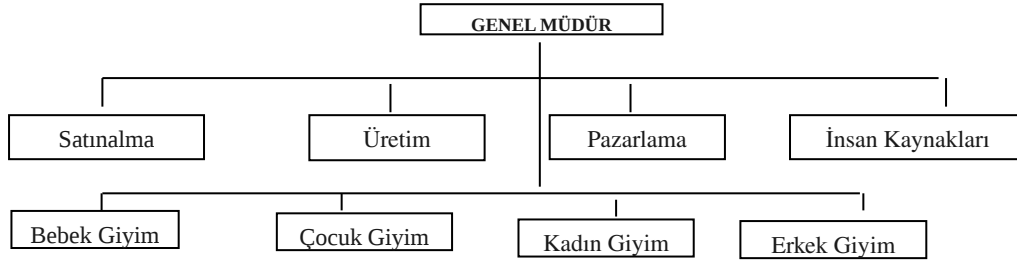 GENEL MÜDÜR
Satınalma
Üretim
Pazarlama
İnsan Kaynakları
Bebek Giyim
Çocuk Giyim
Kadın Giyim
Erkek Giyim